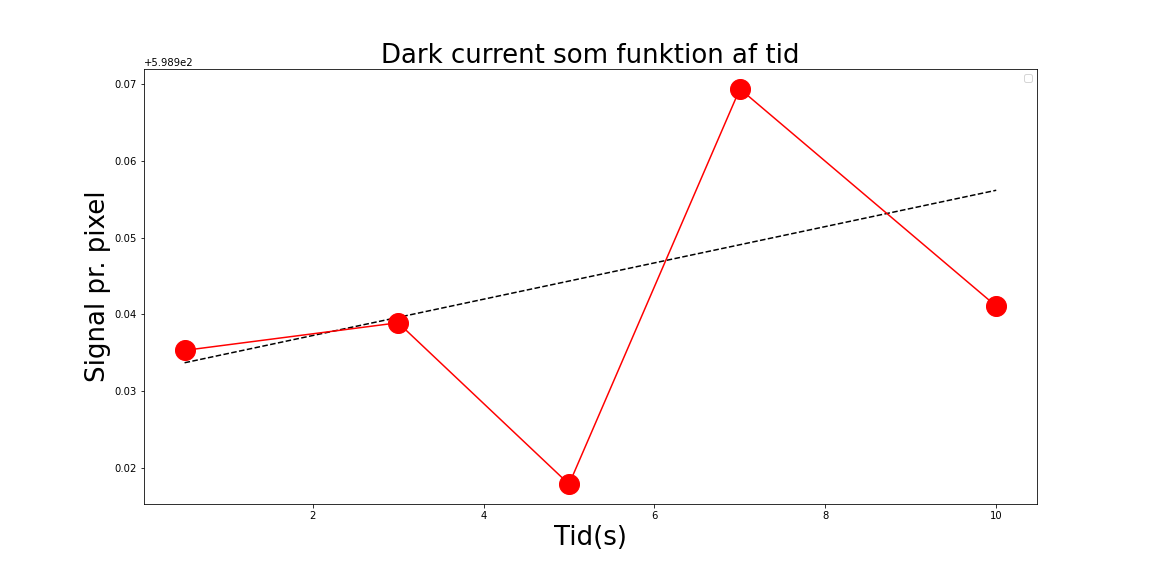 Dark current som funktion af tid
+5.989e2
0.07
0.06
0.05
0.04
0.03
0.02
Signal pr. pixel
2 4 6 8 10
Tid(s)